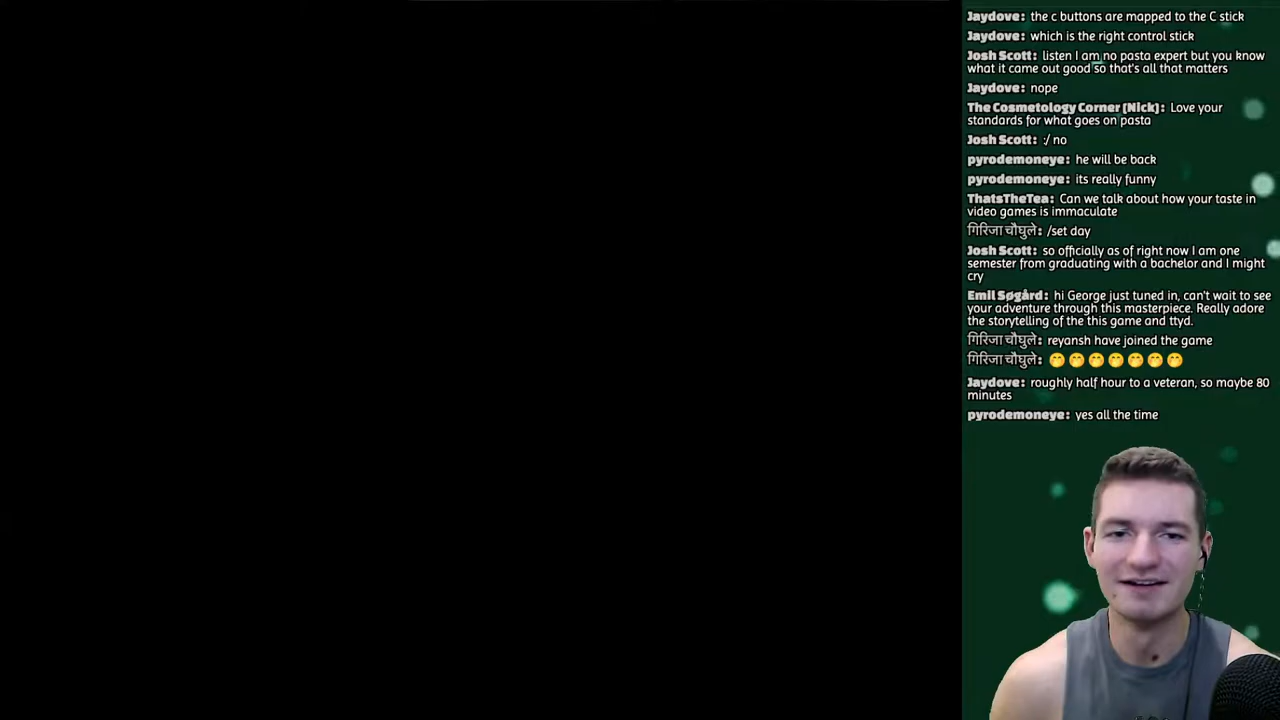 Jaydove: the c buttons are mapped to the C stick
Jaydove: which is the right control stick
Josh Scott: listen I am no pasta expert but you know
what it came out good so that's all that matters
Jaydove: nope
The Cosmetology Corner (Nick): Love your
standards for what goes on pasta
Josh Scott: :/ no
pyrodemoneye: he will be back
pyrodemoneye: its really funny
ThatsTheTea: Can we talk about how your taste in
video games is immaculate
गिरिजा चौघुले: /set day
Josh Scott: so officially as of right now I am one
semester from graduating with a bachelor and I might
cry
Emil Søgård: hi George just tuned in, can't wait to see
your adventure through this masterpiece. Really adore
the storytelling of the this game and ttyd.
गिरिजा चौघुले: reyansh have joined the game
गिरिजा चौघुले: 🤭🤭🤭🤭🤭🤭🤭
Jaydove: roughly half hour to a veteran, so maybe 80
minutes
pyrodemoneye: yes all the time